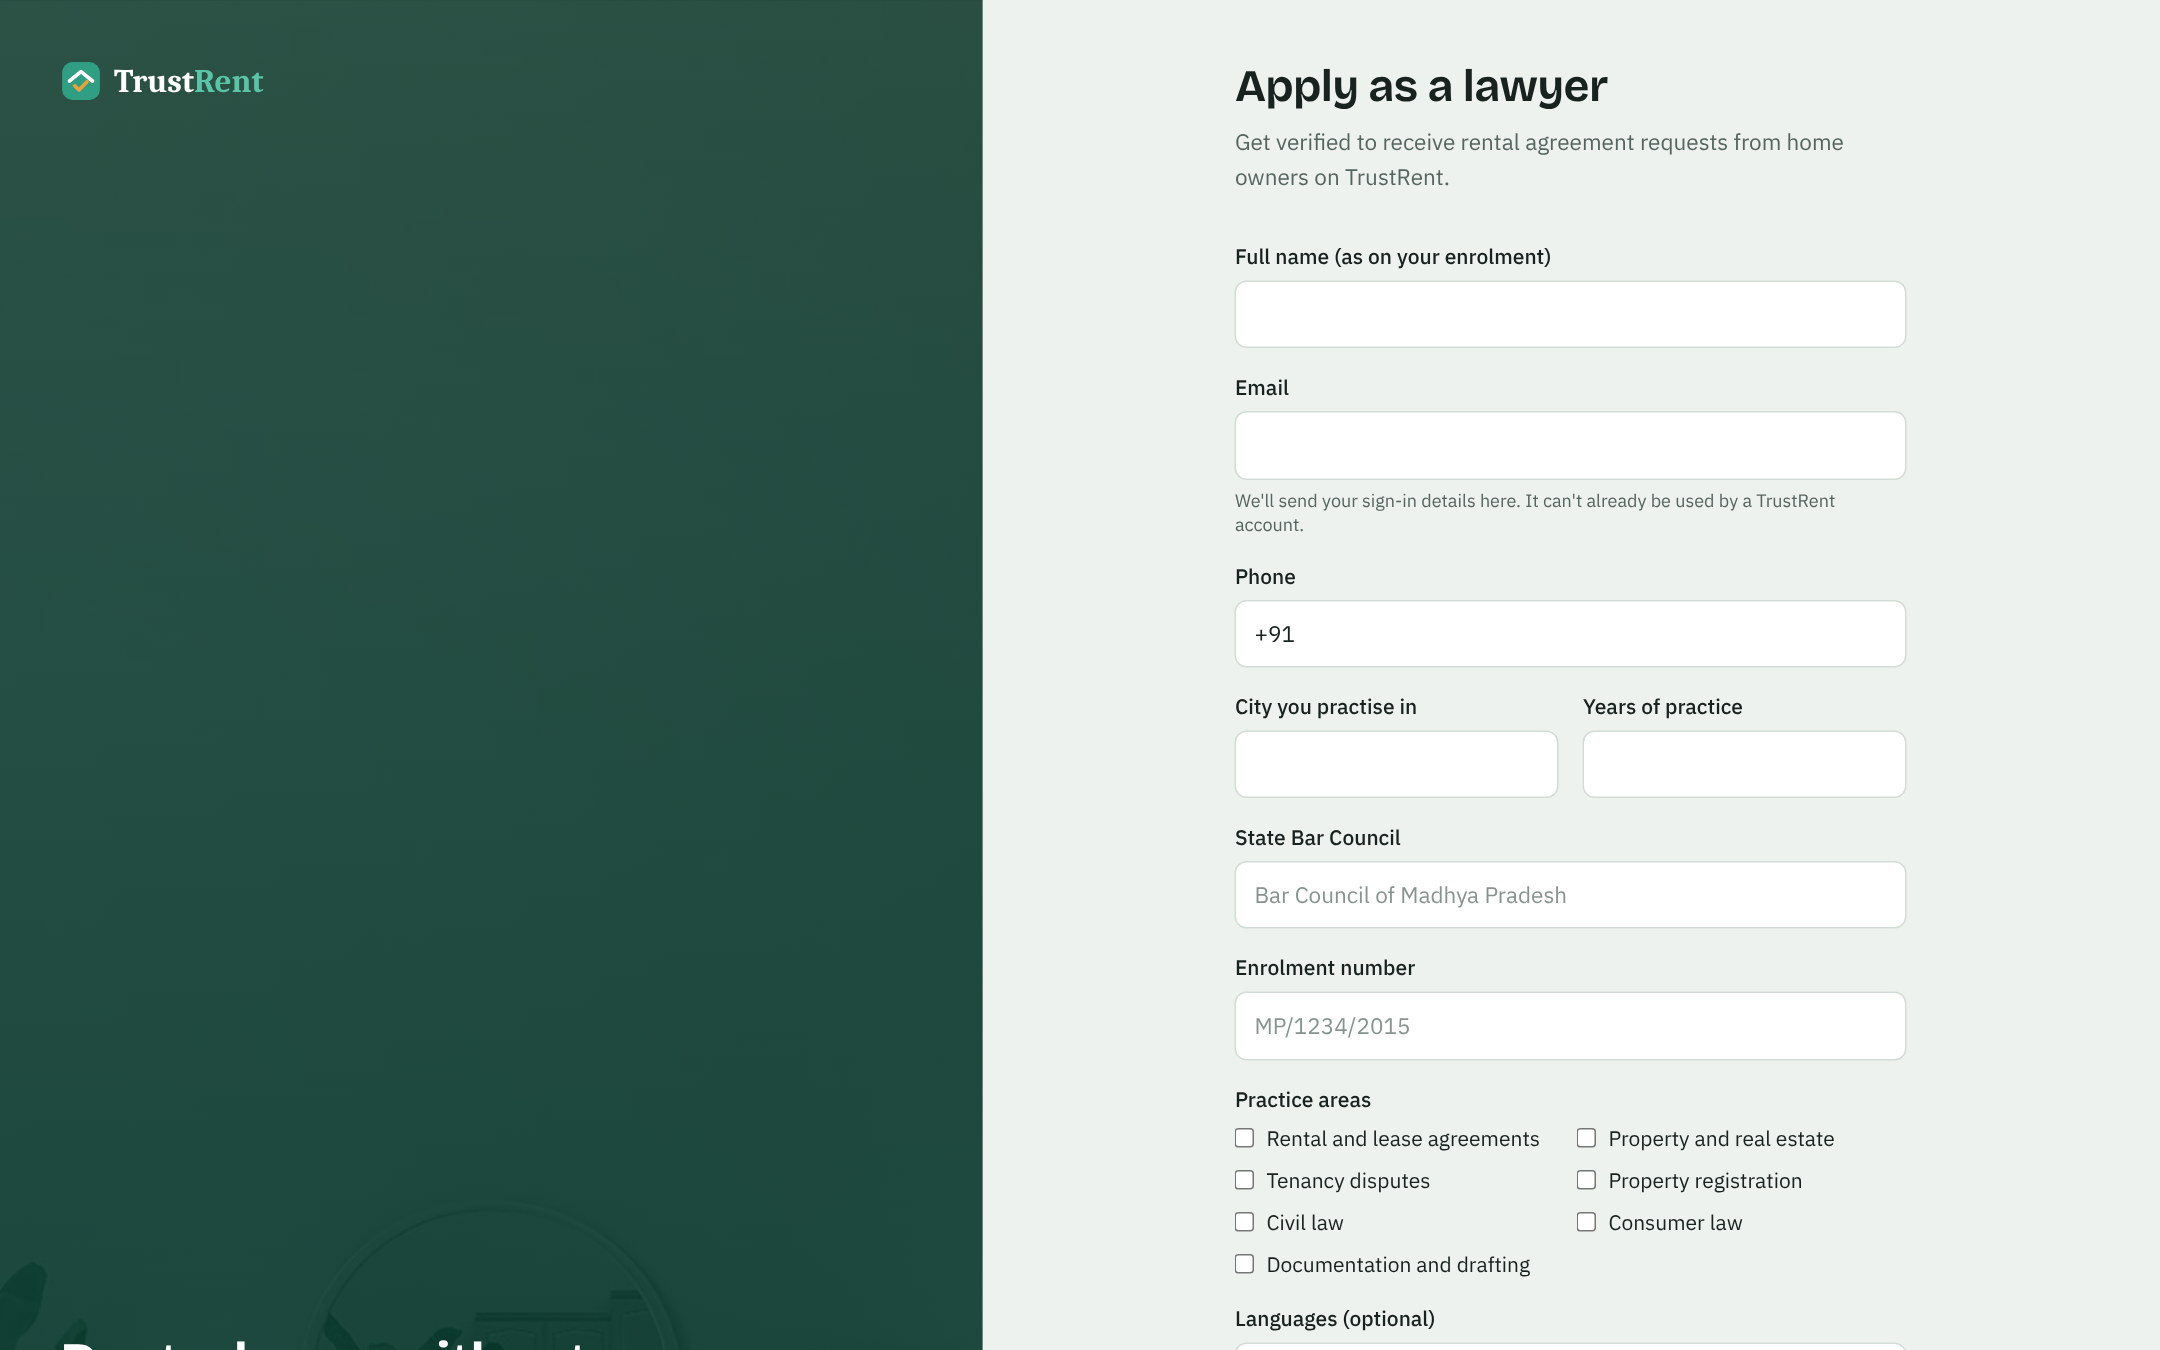 TrustRent
Apply as a lawyer
Get verified to receive rental agreement requests from home
owners on TrustRent.
Full name (as on your enrolment)
Email
We'll send your sign-in details here. It can't already be used by a TrustRent
account.
Phone
+91
City you practise in
Years of practice
State Bar Council
Bar Council of Madhya Pradesh
Enrolment number
MP/1234/2015
Practice areas
Rental and lease agreements
Property and real estate
Tenancy disputes
Property registration
Civil law
Consumer law
Documentation and drafting
Languages (optional)